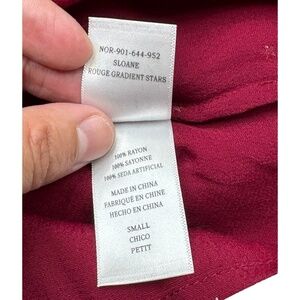 NOR-901-644-952
SLOANE
ROUGE GRADIENT STARS
100% RAYON
100% SAYONNE
100% SEDA ARTIFICIAL
MADE IN CHINA
FABRIQUÉ EN CHINE
HECHO EN CHINA
SMALL
CHICO
PETIT